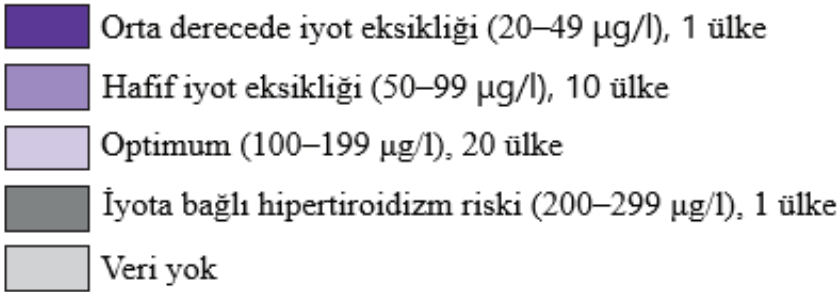 Orta derecede iyot eksikliği (20–49 µg/l), 1 ülke
Hafif iyot eksikliği (50–99 µg/l), 10 ülke
Optimum (100–199 µg/l), 20 ülke
İyota bağlı hipertiroidizm riski (200–299 µg/l), 1 ülke
Veri yok